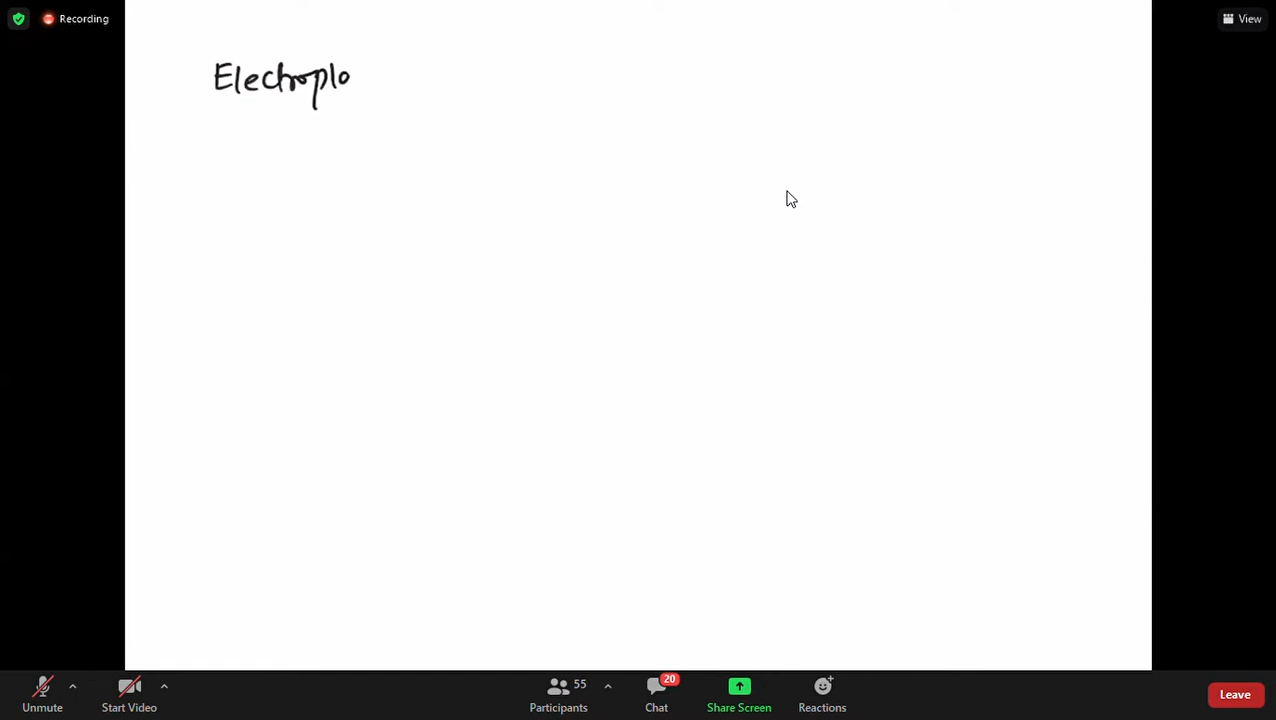 Recording
View
Electroplo
Unmute
Start Video
55
Participants
20
Chat
Share Screen
Reactions
Leave